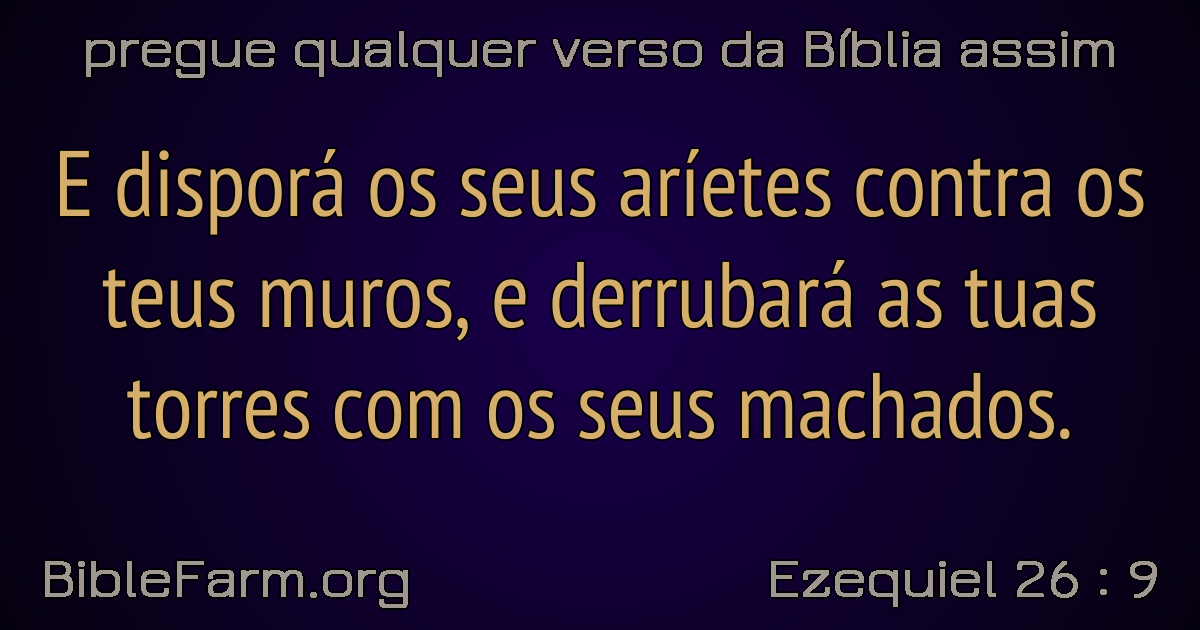 pregue qualquer verso da Bíblia assim
E disporá os seus aríetes contra os
teus muros, e derrubará as tuas
torres com os seus machados.
BibleFarm.org
Ezequiel 26 : 9